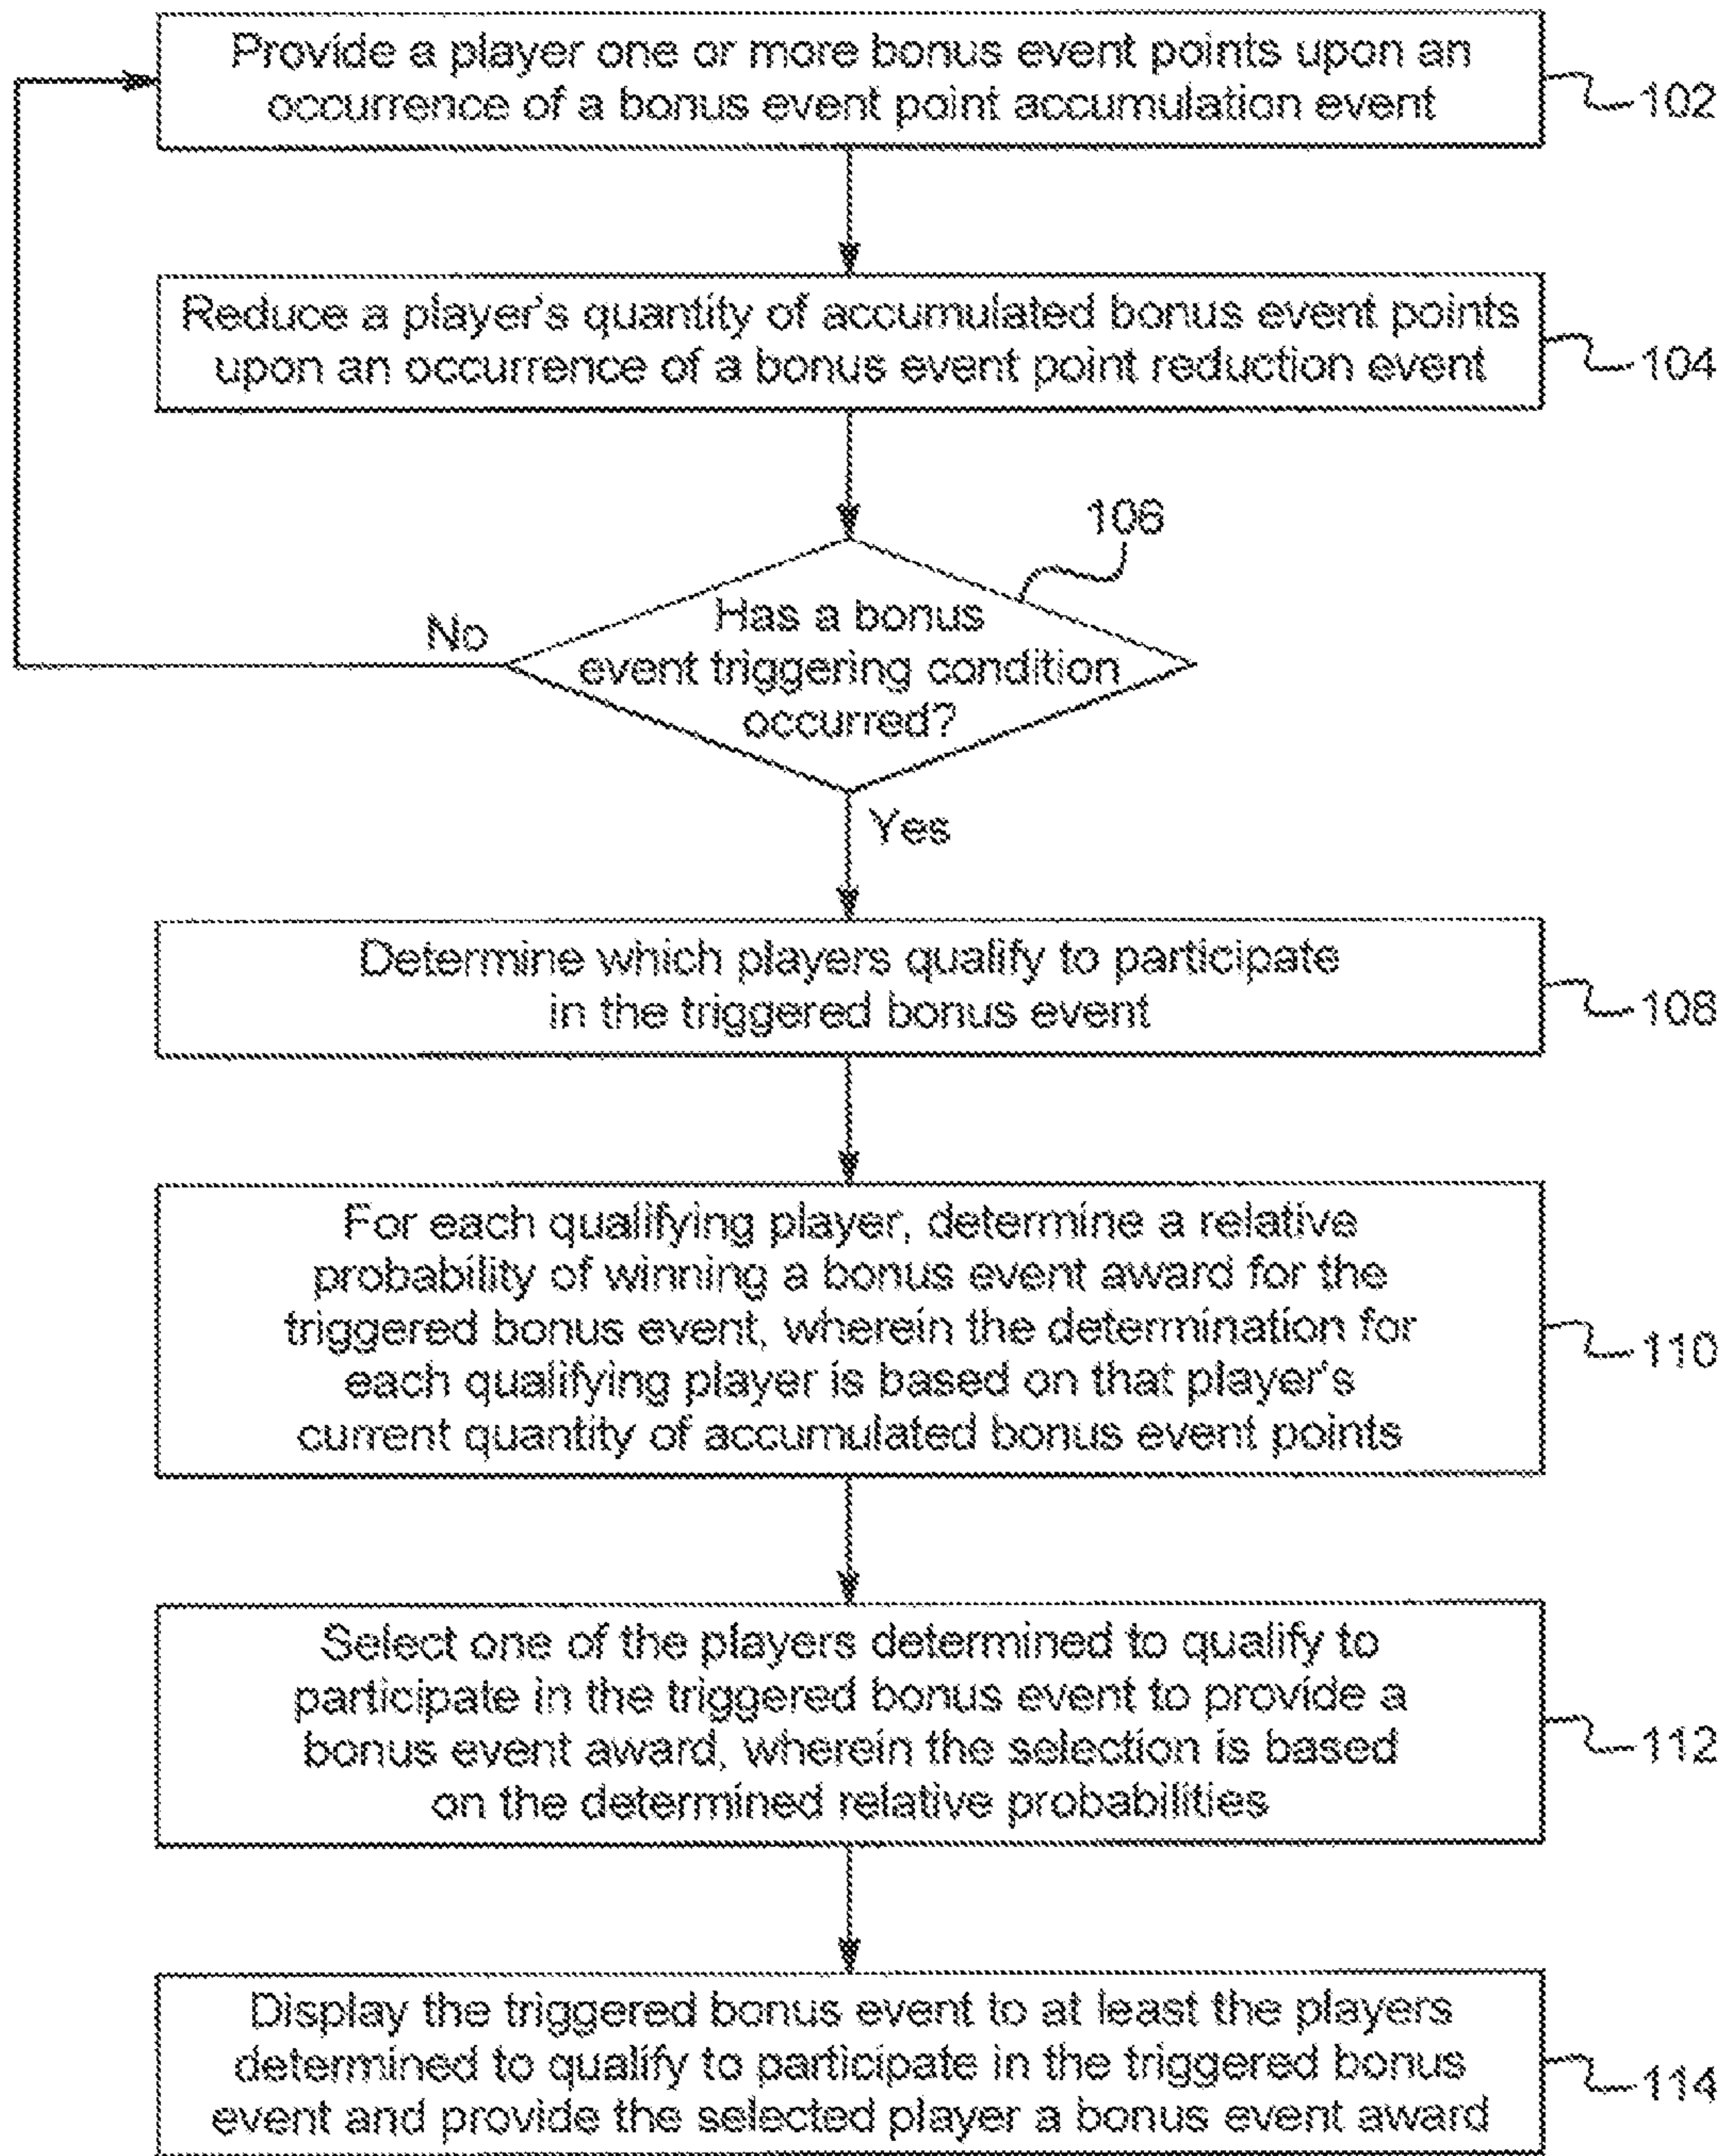 Provide a player one or more bonus event points upon an
occurrence of a bonus event point accumulation event
102
Reduce a player's quantity of accumulated bonus event points
upon an occurrence of a bonus event point reduction event
104
106
No
Has a bonus
event triggering condition
occurred?
Yes
Determine which players qualify to participate
in the triggered bonus event
108
For each qualifying player, determine a relative
probability of winning a bonus event award for the
triggered bonus event, wherein the determination for
each qualifying player is based on that player's
current quantity of accumulated bonus event points
110
Select one of the players determined to qualify to
participate in the triggered bonus event to provide a
bonus event award, wherein the selection is based
on the determined relative probabilities
112
Display the triggered bonus event to at least the players
determined to qualify to participate in the triggered bonus
event and provide the selected player a bonus event award
114